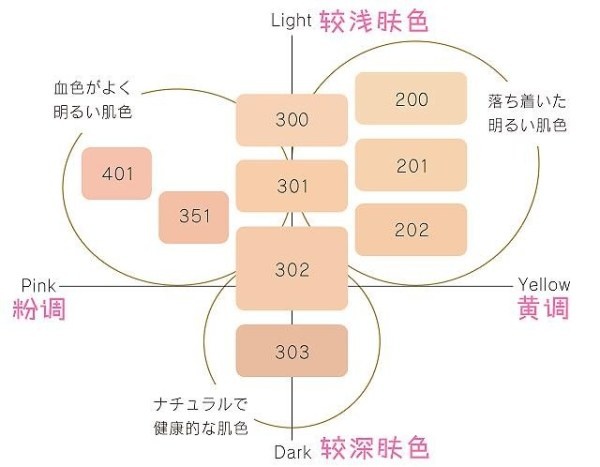 Light 较浅肤色
血色がよく
明るい肌色
300
200
落ち着いた
明るい肌色
401
301
201
351
202
302
Pink
粉调
Yellow
黄调
303
ナチュラルで
健康的な肌色
Dark 较深肤色